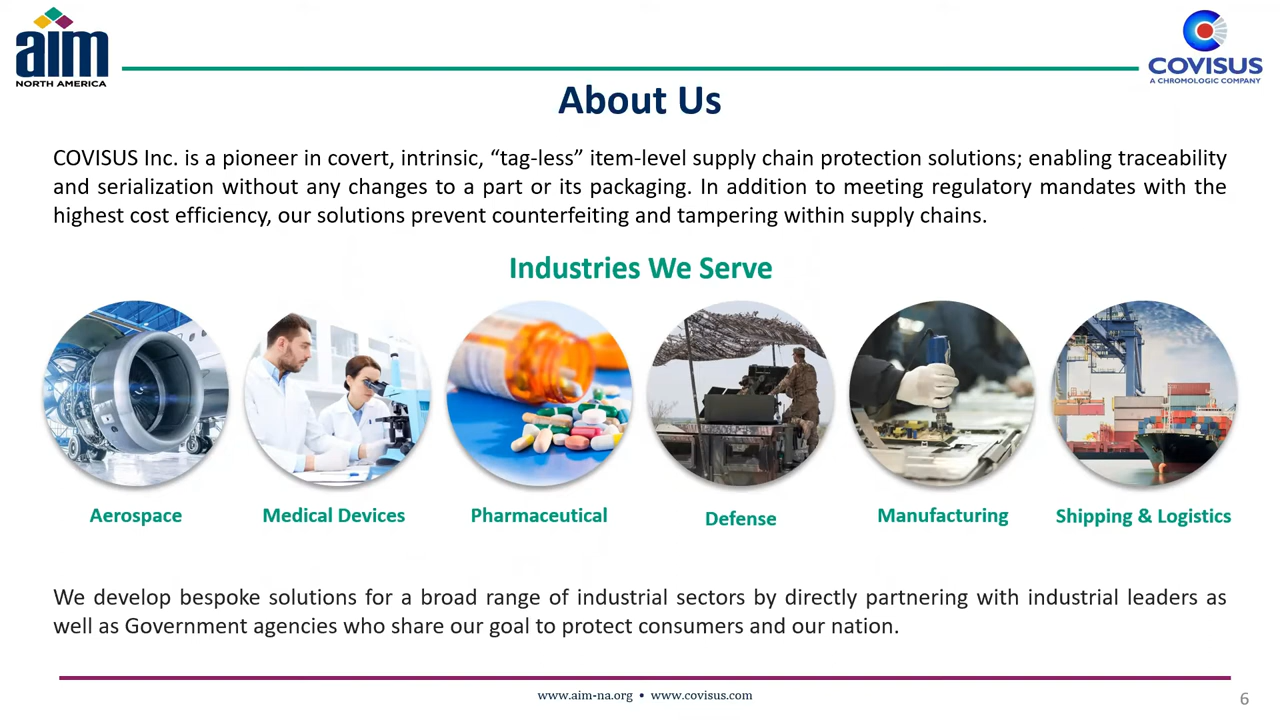 aim
NORTH AMERICA
COVISUS
A CHROMOLOGIC COMPANY
About Us
COVISUS Inc. is a pioneer in covert, intrinsic, “tag-less” item-level supply chain protection solutions; enabling traceability
and serialization without any changes to a part or its packaging. In addition to meeting regulatory mandates with the
highest cost efficiency, our solutions prevent counterfeiting and tampering within supply chains.
Industries We Serve
Aerospace
Medical Devices
Pharmaceutical
Defense
Manufacturing
Shipping & Logistics
We develop bespoke solutions for a broad range of industrial sectors by directly partnering with industrial leaders as
well as Government agencies who share our goal to protect consumers and our nation.
www.aim-na.org • www.covisus.com
6